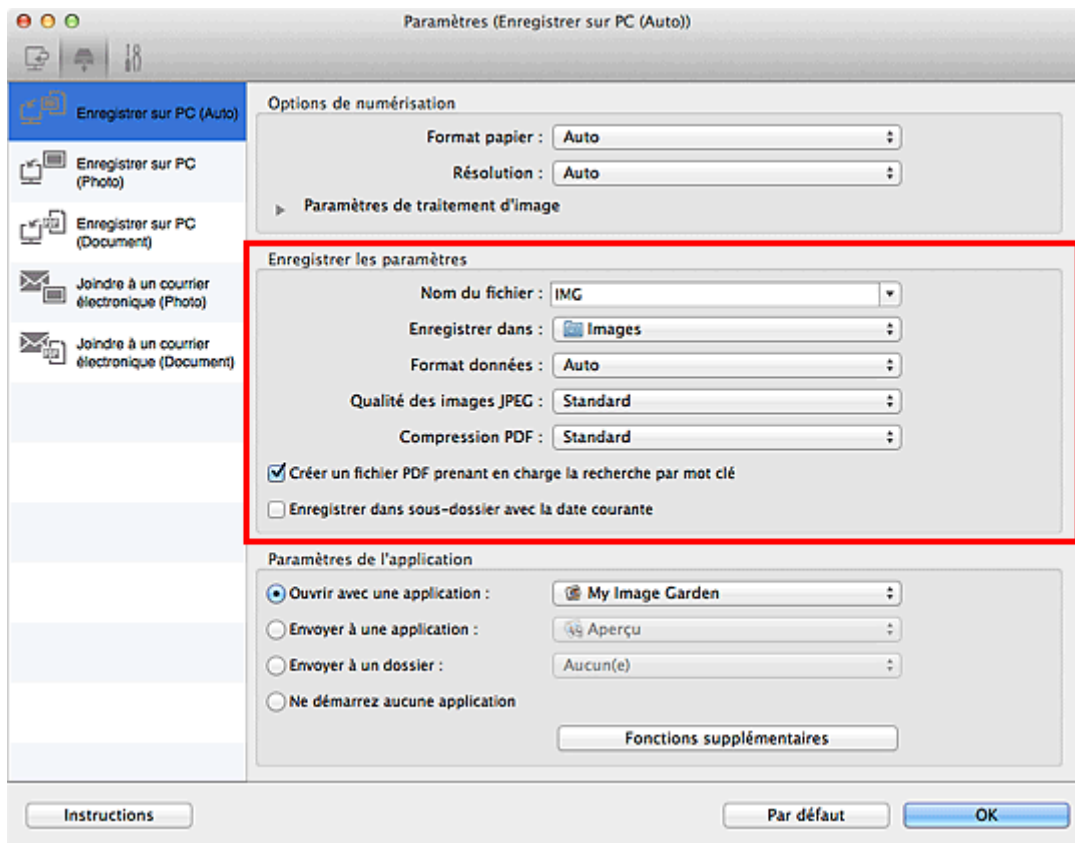 Paramètres (Enregistrer sur PC (Auto))
Enregistrer sur PC (Auto)
Enregistrer sur PC
(Photo)
Enregistrer sur PC
(Document)
Joindre à un courrier
électronique (Photo)
Joindre à un courrier
électronique (Document)
Options de numérisation
Format papier : Auto
Résolution : Auto
Paramètres de traitement d'image
Enregistrer les paramètres
Nom du fichier : IMG
Enregistrer dans : Images
Format données : Auto
Qualité des images JPEG : Standard
Compression PDF : Standard
Créer un fichier PDF prenant en charge la recherche par mot clé
Enregistrer dans sous-dossier avec la date courante
Paramètres de l'application
Ouvrir avec une application : My Image Garden
Envoyer à une application : Aperçu
Envoyer à un dossier : Aucun(e)
Ne démarrez aucune application
Fonctions supplémentaires
Instructions Par défaut OK